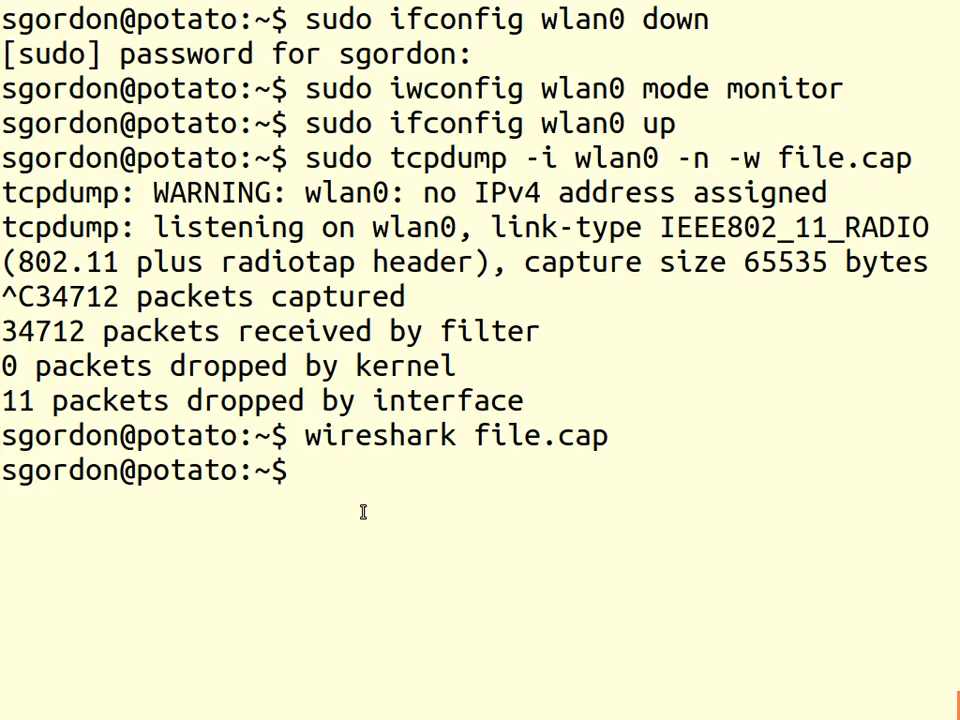 sgordon@potato:~$ sudo ifconfig wlan0 down
[sudo] password for sgordon:
sgordon@potato:~$ sudo iwconfig wlan0 mode monitor
sgordon@potato:~$ sudo ifconfig wlan0 up
sgordon@potato:~$ sudo tcpdump -i wlan0 -n -w file.cap
tcpdump: WARNING: wlan0: no IPv4 address assigned
tcpdump: listening on wlan0, link-type IEEE802_11_RADIO
(802.11 plus radiotap header), capture size 65535 bytes
^C34712 packets captured
34712 packets received by filter
0 packets dropped by kernel
11 packets dropped by interface
sgordon@potato:~$ wireshark file.cap
sgordon@potato:~$